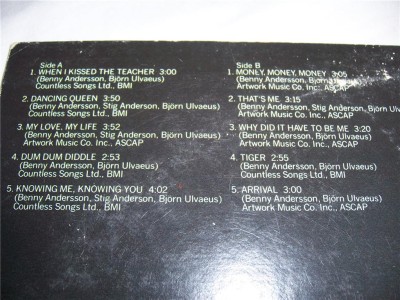 Side A
1. WHEN I KISSED THE TEACHER 3:00
(Benny Andersson, Björn Ulvaeus)
Countless Songs Ltd., BMI
2. DANCING QUEEN 3:50
(Benny Andersson, Stig Anderson, Björn Ulvaeus)
Countless Songs Ltd., BMI
3. MY LOVE, MY LIFE 3:52
(Benny Andersson, Stig Anderson, Björn Ulvaeus)
Artwork Music Co. Inc., ASCAP
4. DUM DUM DIDDLE 2:53
(Benny Andersson, Björn Ulvaeus)
Countless Songs Ltd., BMI
5. KNOWING ME, KNOWING YOU 4:02
(Benny Andersson, Stig Anderson, Björn Ulvaeus)
Countless Songs Ltd., BMI
Side B
1. MONEY, MONEY, MONEY 3:05
(Benny Andersson, Björn Ulvaeus)
Artwork Music Co. Inc., ASCAP
2. THAT'S ME 3:15
(Benny Andersson, Stig Anderson, Björn Ulvaeus)
Artwork Music Co. Inc., ASCAP
3. WHY DID IT HAVE TO BE ME 3:20
(Benny Andersson, Björn Ulvaeus)
Artwork Music Co. Inc., ASCAP
4. TIGER 2:55
(Benny Andersson, Björn Ulvaeus)
Countless Songs Ltd., BMI
5. ARRIVAL 3:00
(Benny Andersson, Björn Ulvaeus)
Artwork Music Co. Inc., ASCAP